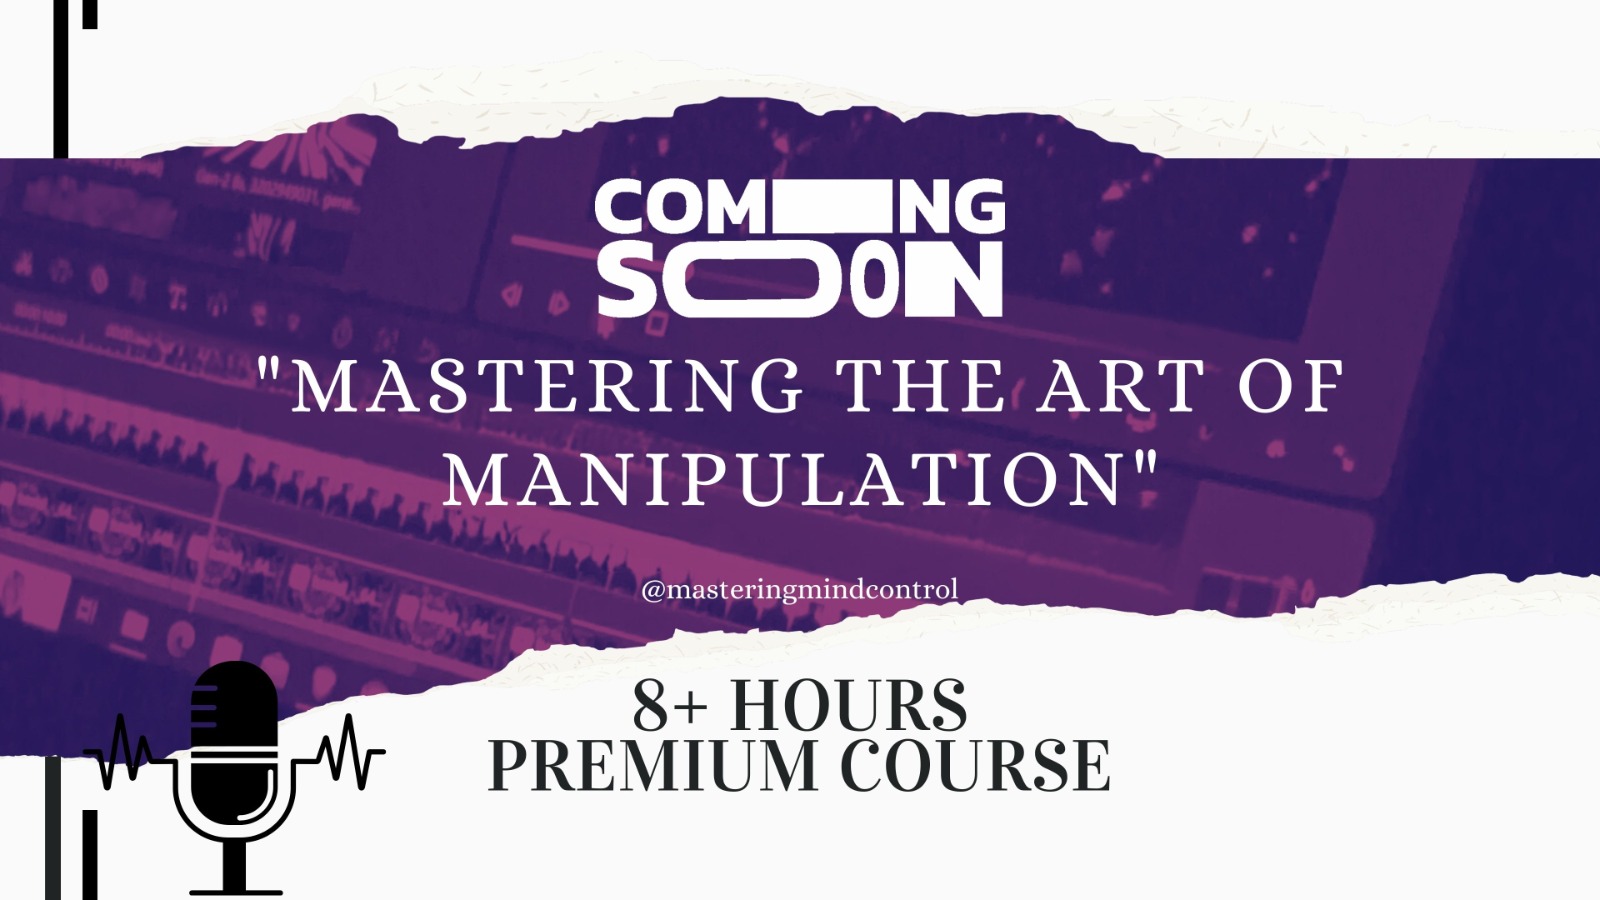 COMING
SOON
"MASTERING THE ART OF
MANIPULATION"
@masteringmindcontrol
8+ HOURS
PREMIUM COURSE